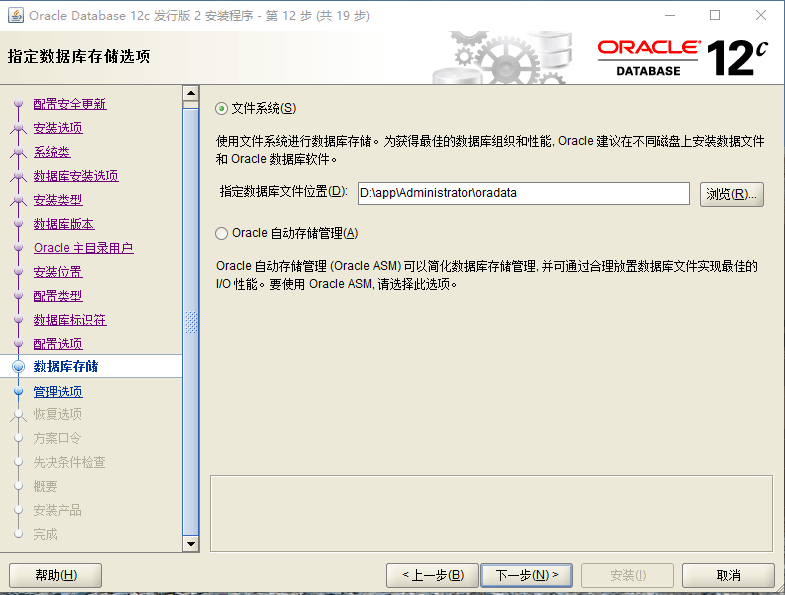 Oracle Database 12c 发行版 2 安装程序 - 第 12 步 (共 19 步)
指定数据库存储选项
ORACLE
DATABASE
12c
配置安全更新
安装选项
系统类
数据库安装选项
安装类型
数据库版本
Oracle 主目录用户
安装位置
配置类型
数据库标识符
配置选项
数据库存储
管理选项
恢复选项
方案口令
先决条件检查
概要
安装产品
完成
文件系统(S)
使用文件系统进行数据库存储。为获得最佳的数据库组织和性能, Oracle 建议在不同磁盘上安装数据文件
和 Oracle 数据库软件。
指定数据库文件位置(D):
D:\app\Administrator\oradata
浏览(R)...
Oracle 自动存储管理(A)
Oracle 自动存储管理 (Oracle ASM) 可以简化数据库存储管理, 并可通过合理放置数据库文件实现最佳的
I/O 性能。要使用 Oracle ASM, 请选择此选项。
帮助(H)
< 上一步(B)
下一步(N) >
安装(I)
取消